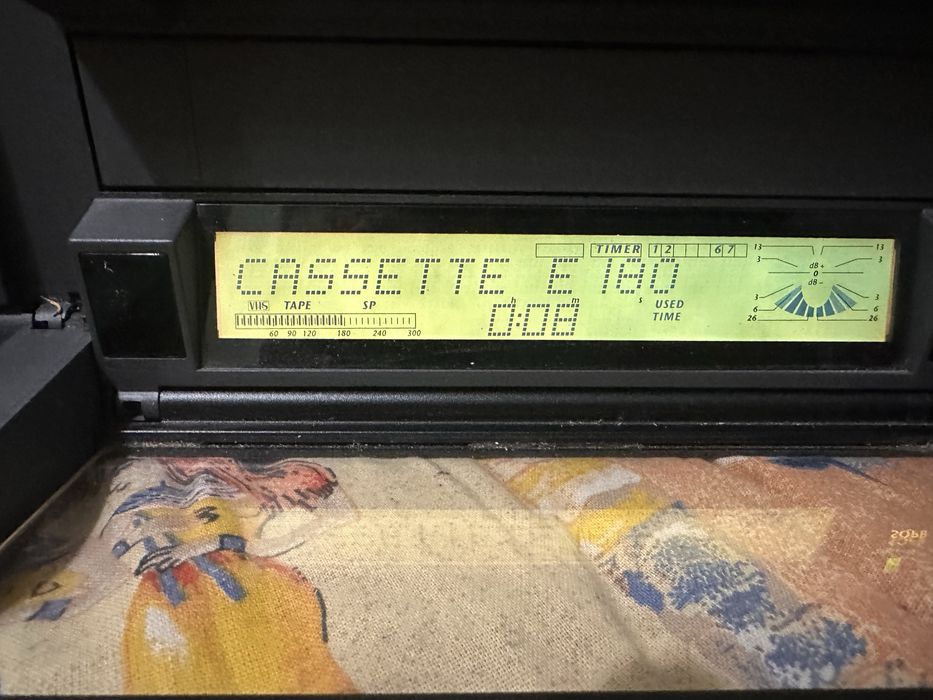 TIMER 1 2 6 7
CASSETTE E 180
13 13
3 3
dB +
0
dB -
3 3
6 6
26 26
VHS TAPE SP
h m s USED
0:08 TIME
60 90 120 180 240 300